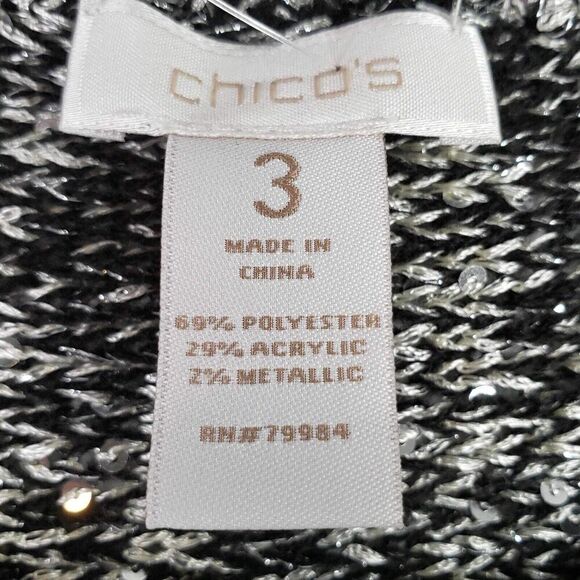 chico's
3
MADE IN
CHINA
69% POLYESTER
29% ACRYLIC
2% METALLIC
RN#79984